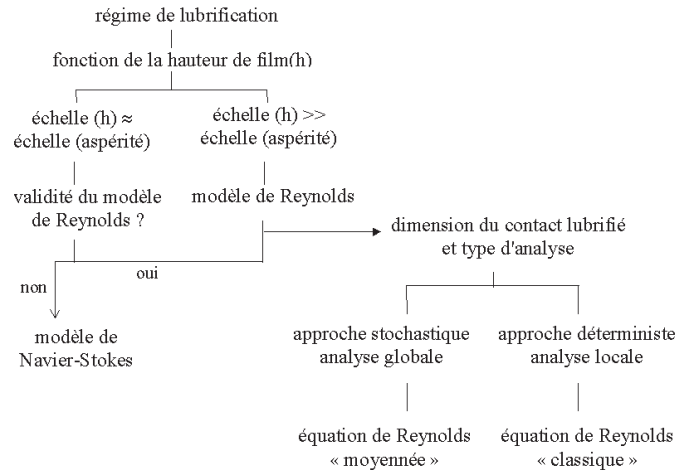 régime de lubrification
fonction de la hauteur de film(h)
échelle (h) ≈
échelle (aspérité)
échelle (h) >>
échelle (aspérité)
validité du modèle
de Reynolds ?
modèle de Reynolds
dimension du contact lubrifié
et type d'analyse
oui
non
modèle de
Navier-Stokes
approche stochastique
analyse globale
approche déterministe
analyse locale
équation de Reynolds
« moyennée »
équation de Reynolds
« classique »